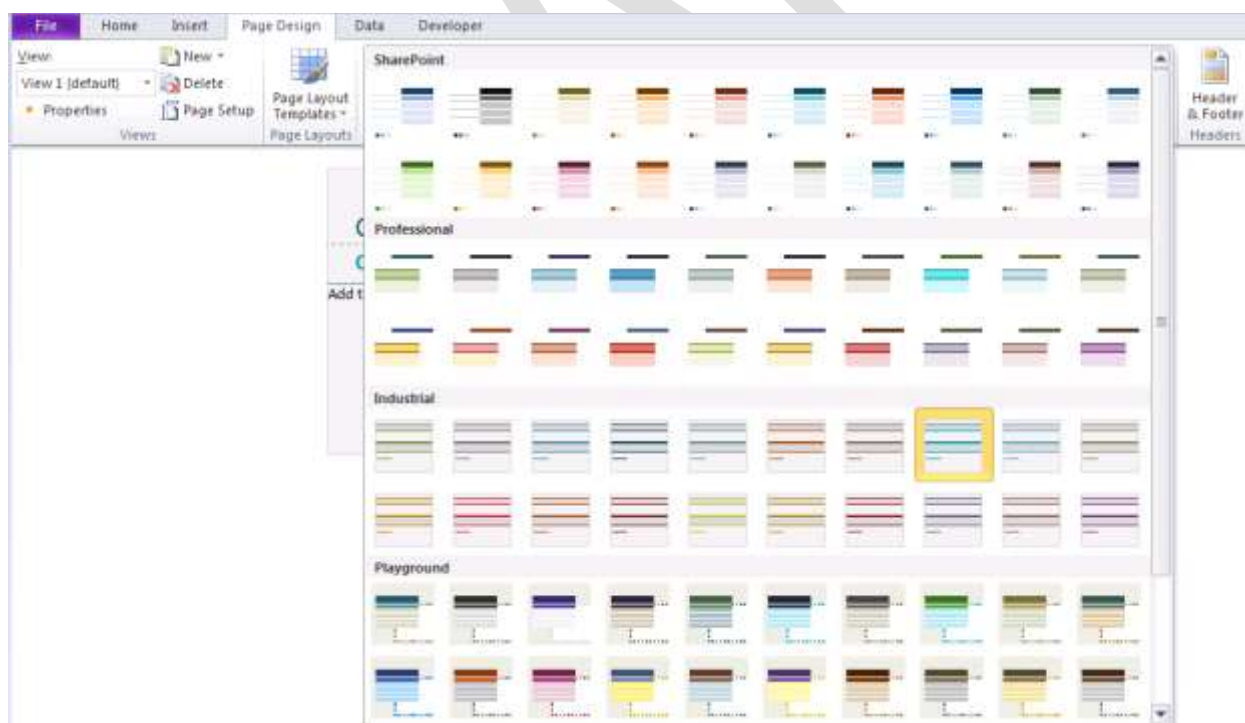 File Home Insert Page Design Data Developer
View:
View 1 (default)
Properties
Views
New
Delete
Page Setup
Page Layout
Templates
Page Layouts
SharePoint
Professional
Industrial
Playground
Header
& Footer
Headers
Add t